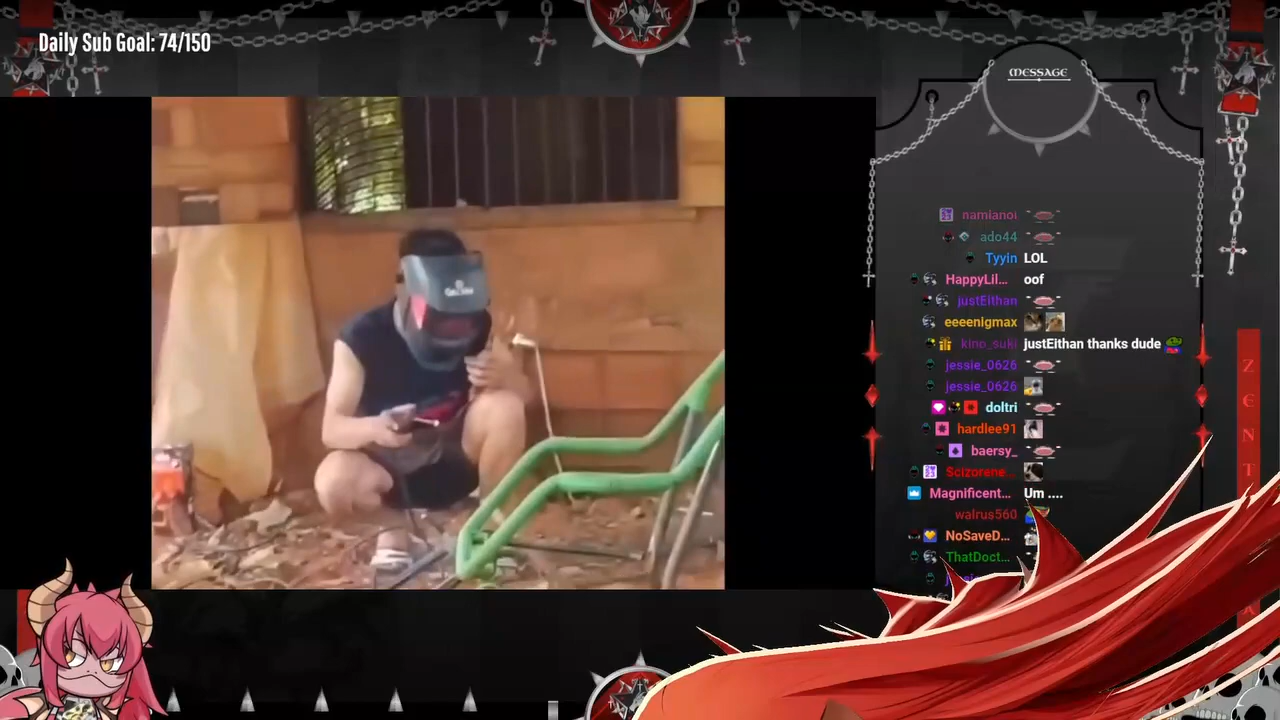 Daily Sub Goal: 74/150
MESSAGE
namianoi
ado44
Tyyin LOL
HappyLil... oof
justEithan
eeeenigmax
kino_suki justEithan thanks dude
jessie_0626
jessie_0626
doltri
hardlee91
baersy_
Scizorene...
Magnificent... Um ....
walrus560
NoSaveD...
ThatDoct...
Z
E
N
T